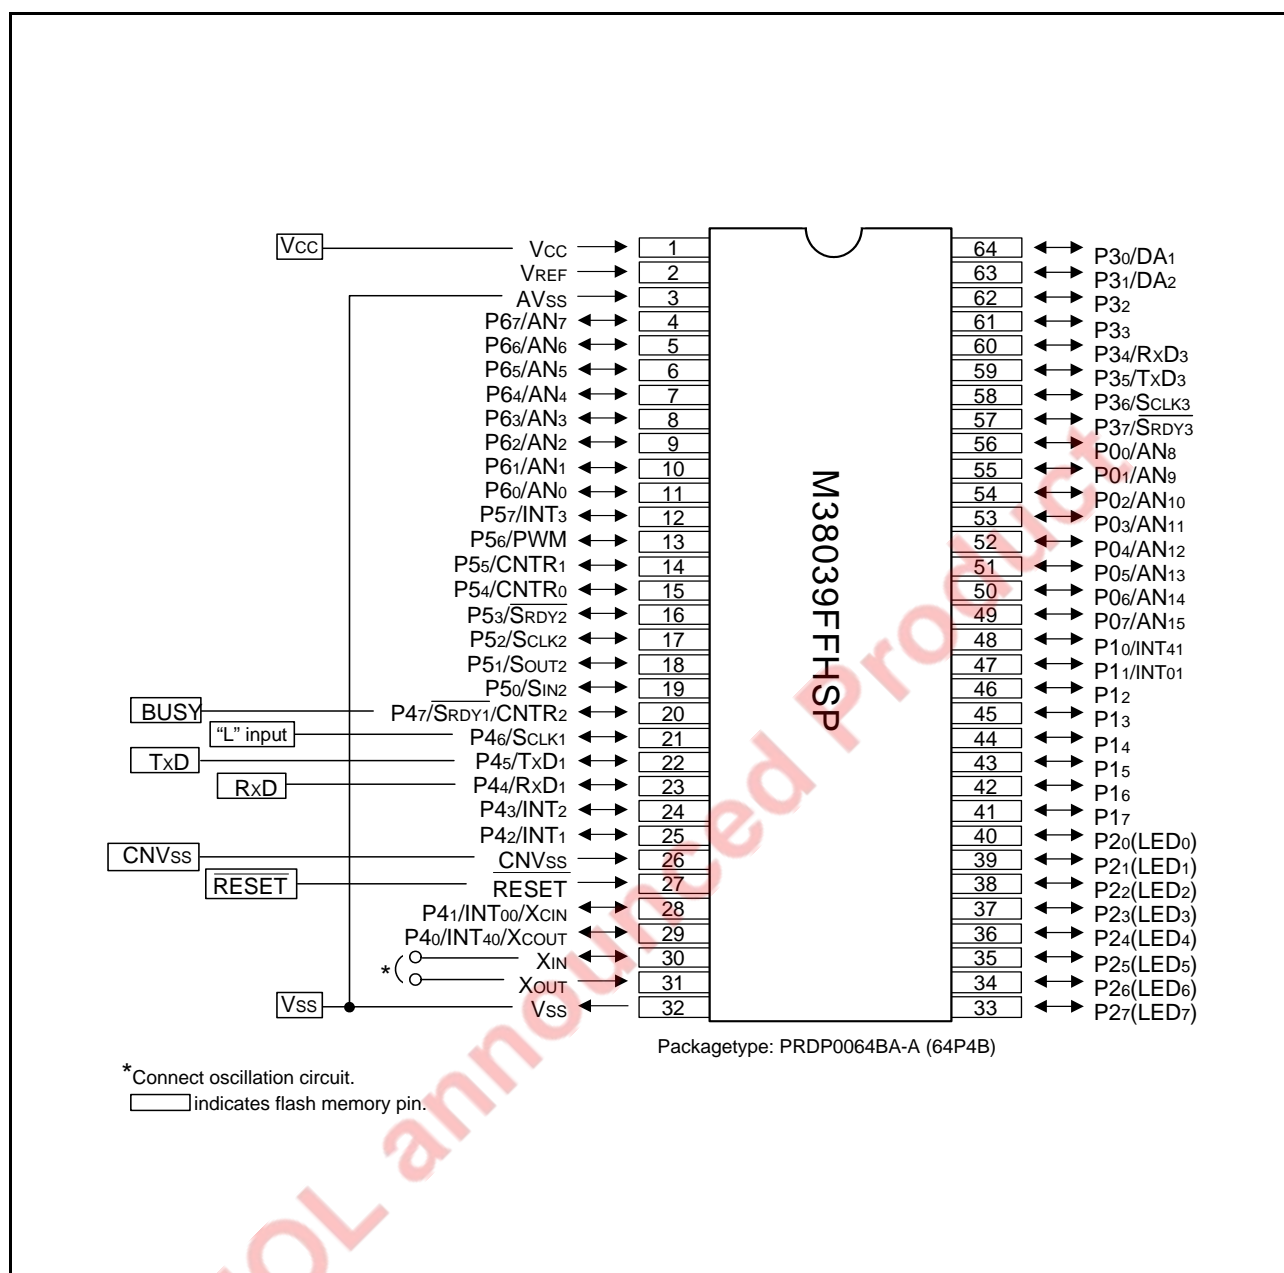 VCC
VCC 1
VREF 2
AVSS 3
P67/AN7 4
P66/AN6 5
P65/AN5 6
P64/AN4 7
P63/AN3 8
P62/AN2 9
P61/AN1 10
P60/AN0 11
P57/INT3 12
P56/PWM 13
P55/CNTR1 14
P54/CNTR0 15
P53/SRDY2 16
P52/SCLK2 17
P51/SOUT2 18
P50/SIN2 19
BUSY P47/SRDY1/CNTR2 20
“L” input P46/SCLK1 21
TxD P45/TxD1 22
RxD P44/RxD1 23
P43/INT2 24
P42/INT1 25
CNVSS CNVSS 26
RESET RESET 27
P41/INT00/XCIN 28
P40/INT40/XCOUT 29
* XIN 30
XOUT 31
VSS VSS 32
M38039FFHSP
64 P30/DA1
63 P31/DA2
62 P32
61 P33
60 P34/RxD3
59 P35/TxD3
58 P36/SCLK3
57 P37/SRDY3
56 P00/AN8
55 P01/AN9
54 P02/AN10
53 P03/AN11
52 P04/AN12
51 P05/AN13
50 P06/AN14
49 P07/AN15
48 P10/INT41
47 P11/INT01
46 P12
45 P13
44 P14
43 P15
42 P16
41 P17
40 P20(LED0)
39 P21(LED1)
38 P22(LED2)
37 P23(LED3)
36 P24(LED4)
35 P25(LED5)
34 P26(LED6)
33 P27(LED7)
Packagetype: PRDP0064BA-A (64P4B)
*Connect oscillation circuit.
indicates flash memory pin.
EOL announced Product